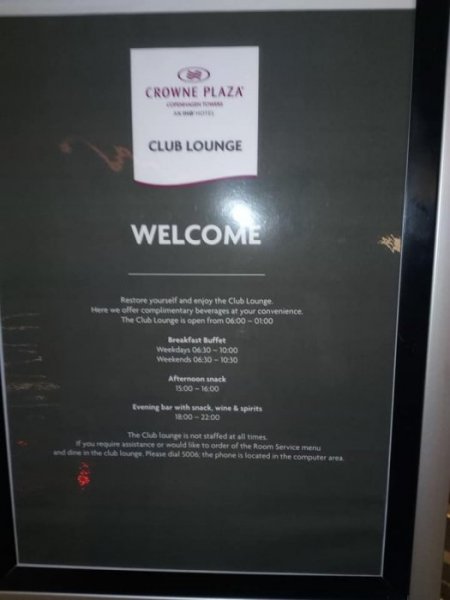 CROWNE PLAZA
COPENHAGEN TOWERS
AN IHG HOTEL
CLUB LOUNGE
WELCOME
Restore yourself and enjoy the Club Lounge.
Here we offer complimentary beverages at your convenience.
The Club Lounge is open from 06:00 – 01:00
Breakfast Buffet
Weekdays 06:30 – 10:00
Weekends 06:30 – 10:30
Afternoon snack
15:00 – 16:00
Evening bar with snack, wine & spirits
18:00 – 22:00
The Club lounge is not staffed at all times.
If you require assistance or would like to order of the Room Service menu
and dine in the club lounge. Please dial 5006, the phone is located in the computer area.